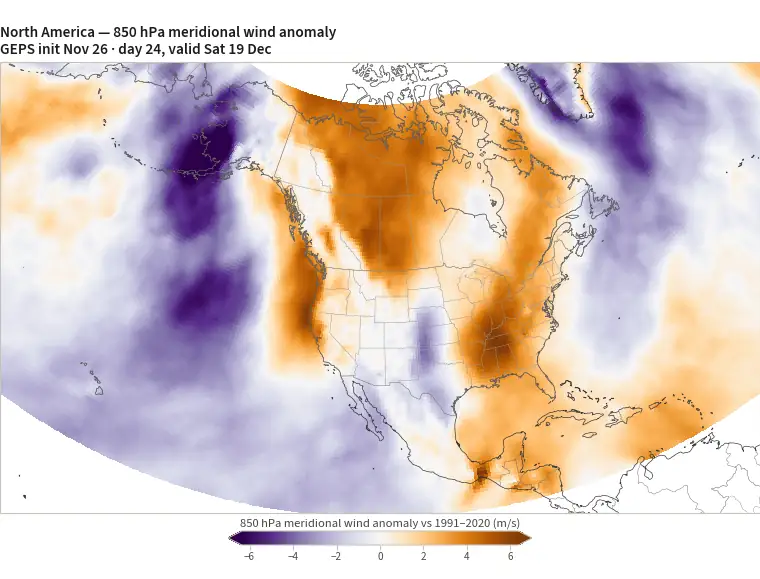 North America — 850 hPa meridional wind anomaly
GEPS init Nov 26 · day 24, valid Sat 19 Dec
850 hPa meridional wind anomaly vs 1991–2020 (m/s)
−6 −4 −2 0 2 4 6